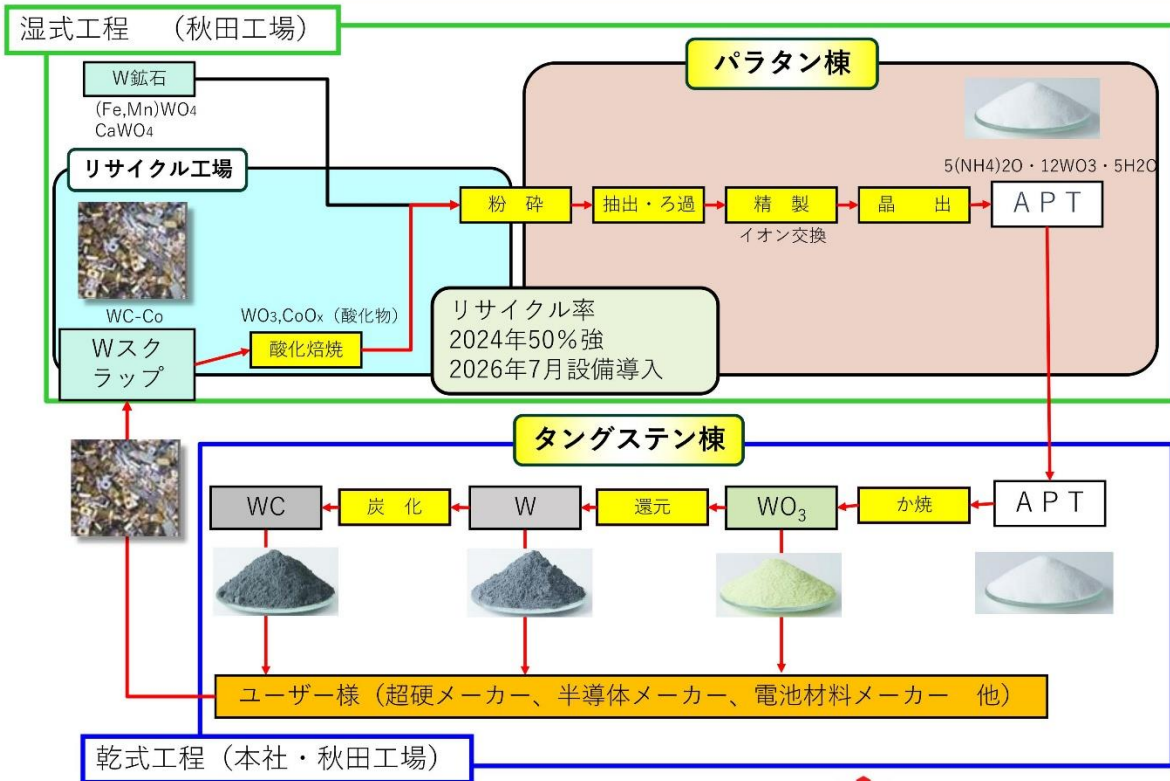 湿式工程　（秋田工場）
パラタン棟
W鉱石
(Fe,Mn)WO₄
CaWO₄
リサイクル工場
5(NH4)2O・12WO3・5H2O
粉　砕
抽出・ろ過
精　製
晶　　出
ＡＰＴ
イオン交換
WC-Co
WO₃,CoOₓ（酸化物）
Wスク
ラップ
酸化焙焼
リサイクル率
2024年50％強
2026年7月設備導入
タングステン棟
WC
炭　化
W
還元
WO₃
か焼
ＡＰＴ
ユーザー様（超硬メーカー、半導体メーカー、電池材料メーカー　他）
乾式工程（本社・秋田工場）